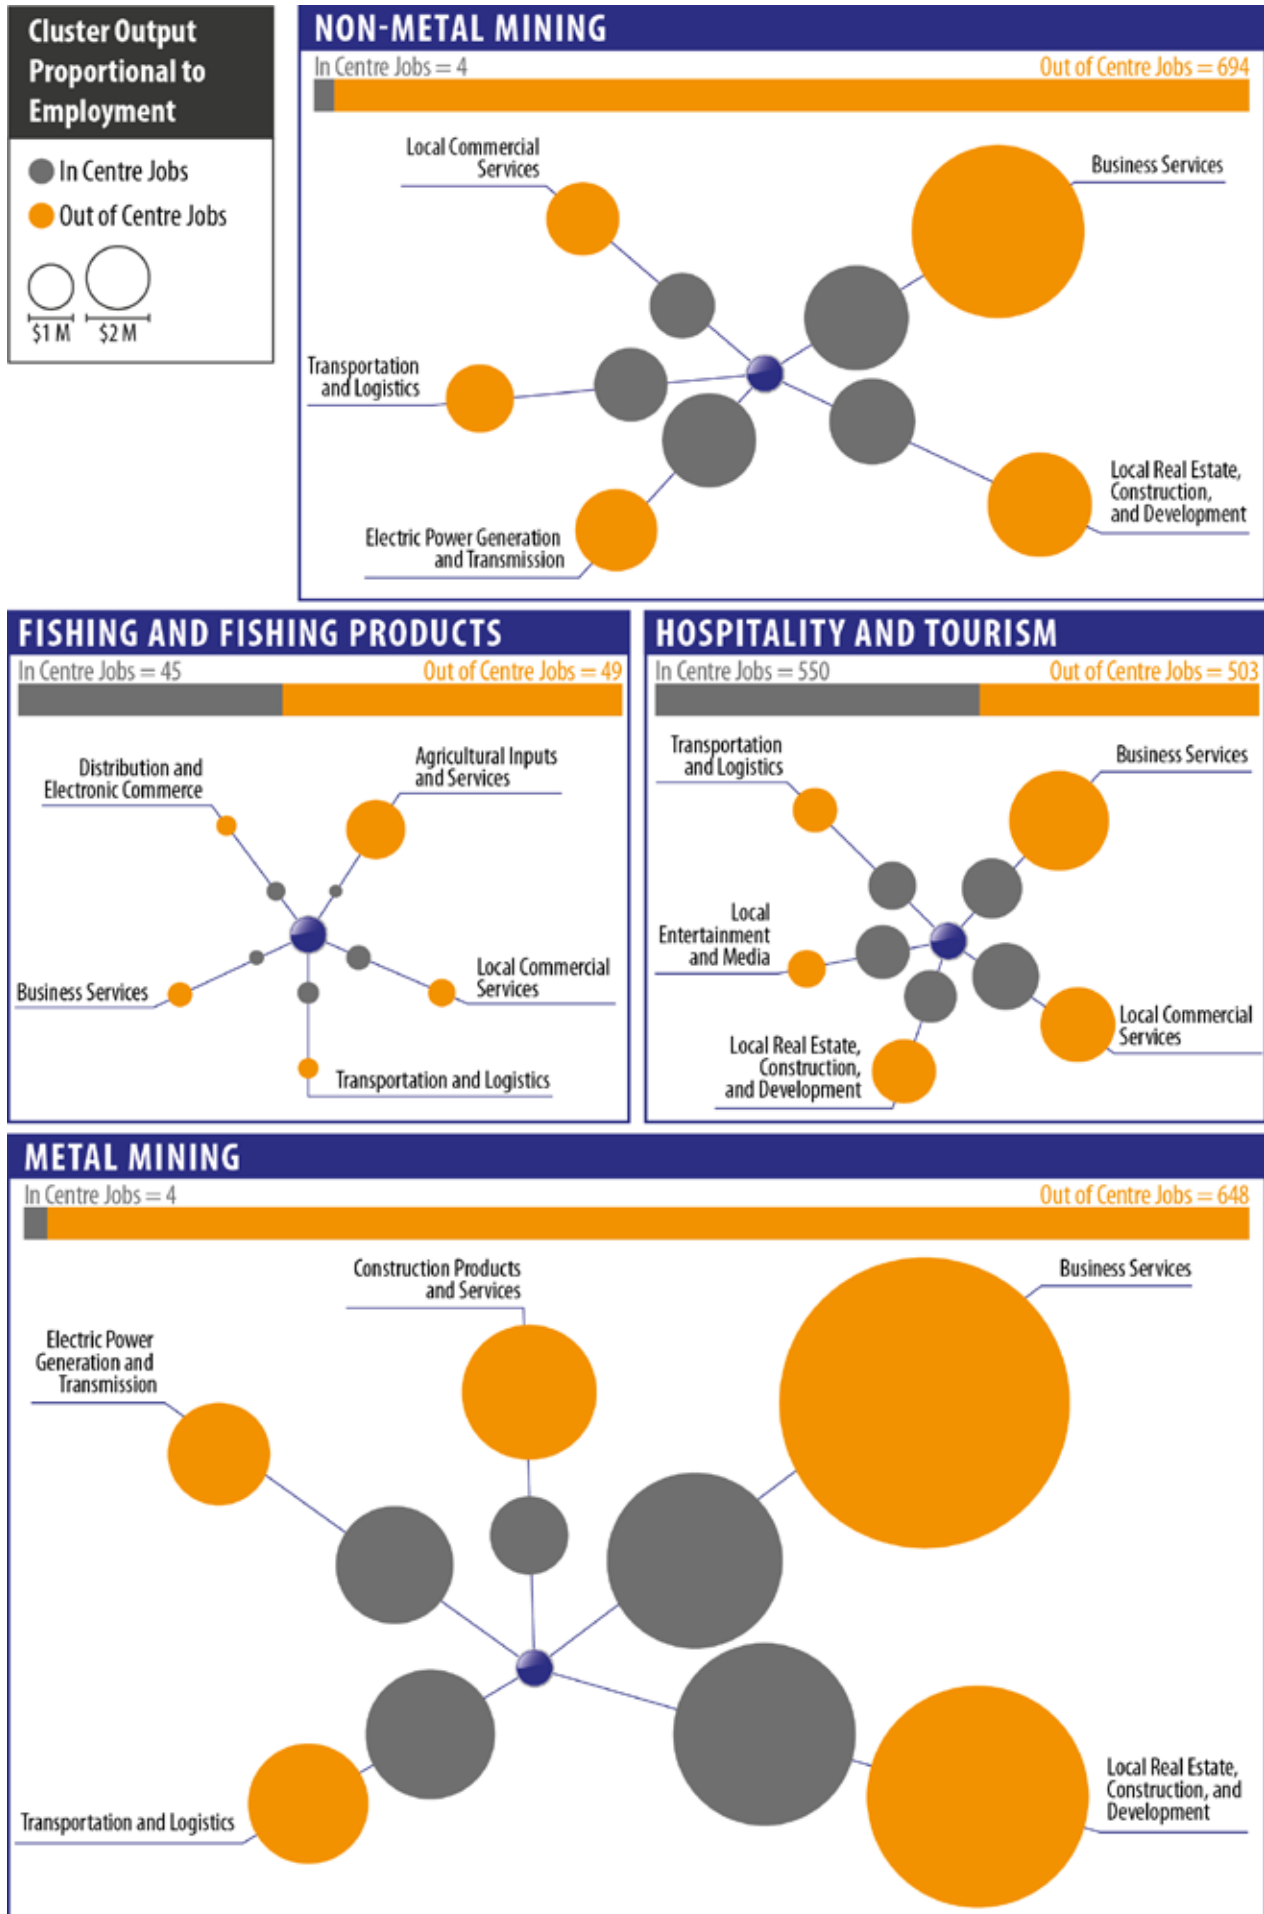 Cluster Output
Proportional to
Employment
In Centre Jobs
Out of Centre Jobs
$1 M
$2 M
NON-METAL MINING
In Centre Jobs = 4
Out of Centre Jobs = 694
Local Commercial
Services
Business Services
Transportation
and Logistics
Local Real Estate,
Construction,
and Development
Electric Power Generation
and Transmission
FISHING AND FISHING PRODUCTS
In Centre Jobs = 45
Out of Centre Jobs = 49
Distribution and
Electronic Commerce
Agricultural Inputs
and Services
Business Services
Local Commercial
Services
Transportation and Logistics
HOSPITALITY AND TOURISM
In Centre Jobs = 550
Out of Centre Jobs = 503
Transportation
and Logistics
Business Services
Local
Entertainment
and Media
Local Commercial
Services
Local Real Estate,
Construction,
and Development
METAL MINING
In Centre Jobs = 4
Out of Centre Jobs = 648
Construction Products
and Services
Business Services
Electric Power
Generation and
Transmission
Transportation and Logistics
Local Real Estate,
Construction, and
Development